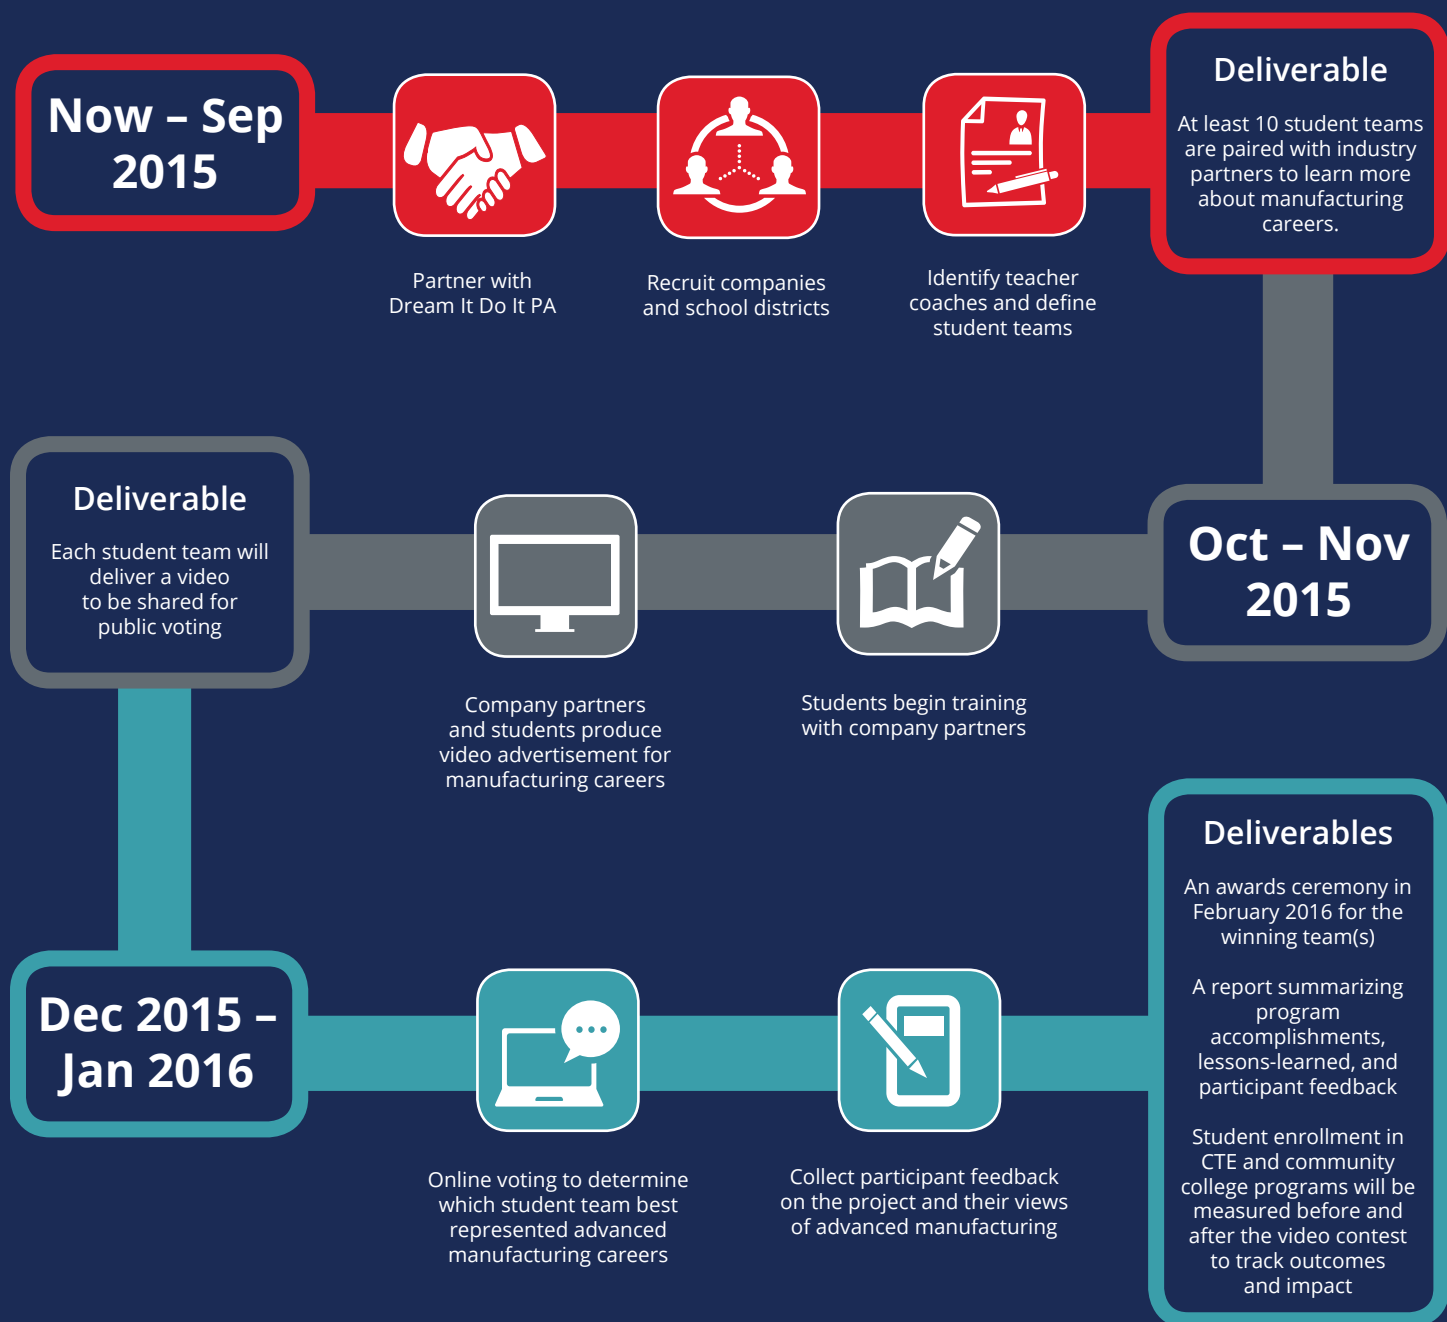 Now – Sep
2015
Partner with
Dream It Do It PA
Recruit companies
and school districts
Identify teacher
coaches and define
student teams
Deliverable
At least 10 student teams
are paired with industry
partners to learn more
about manufacturing
careers.
Oct – Nov
2015
Students begin training
with company partners
Company partners
and students produce
video advertisement for
manufacturing careers
Deliverable
Each student team will
deliver a video
to be shared for
public voting
Dec 2015 –
Jan 2016
Online voting to determine
which student team best
represented advanced
manufacturing careers
Collect participant feedback
on the project and their views
of advanced manufacturing
Deliverables
An awards ceremony in
February 2016 for the
winning team(s)
A report summarizing
program
accomplishments,
lessons-learned, and
participant feedback
Student enrollment in
CTE and community
college programs will be
measured before and
after the video contest
to track outcomes
and impact